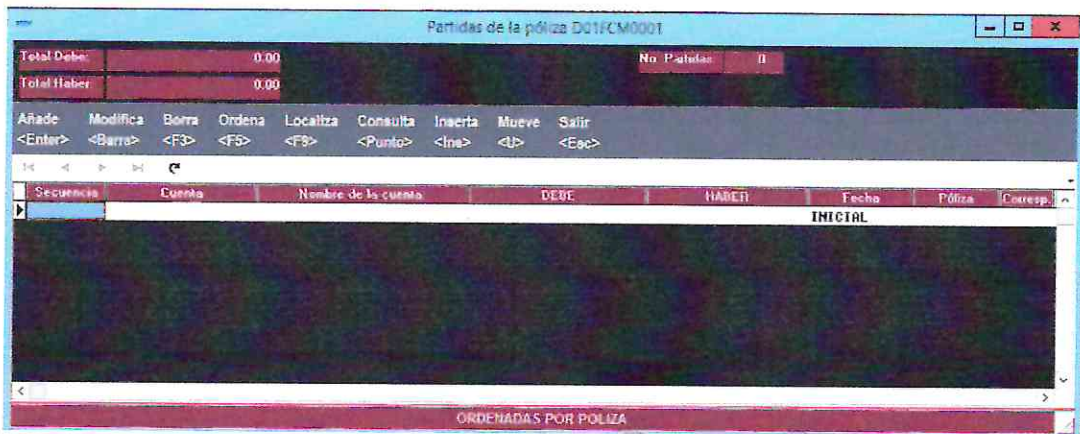 Partidas de la póliza D01FCM0001
Total Debe: 0.00 No. Partidas 0
Total Haber 0.00
Añade Modifica Borra Ordena Localiza Consulta Inserta Mueve Salir
<Enter> <Barra> <F3> <F5> <F9> <Punto> <Ins> <U> <Esc>
Secuencia Cuenta Nombre de la cuenta DEBE HABER Fecha Póliza Corresp.
INICIAL
ORDENADAS POR POLIZA